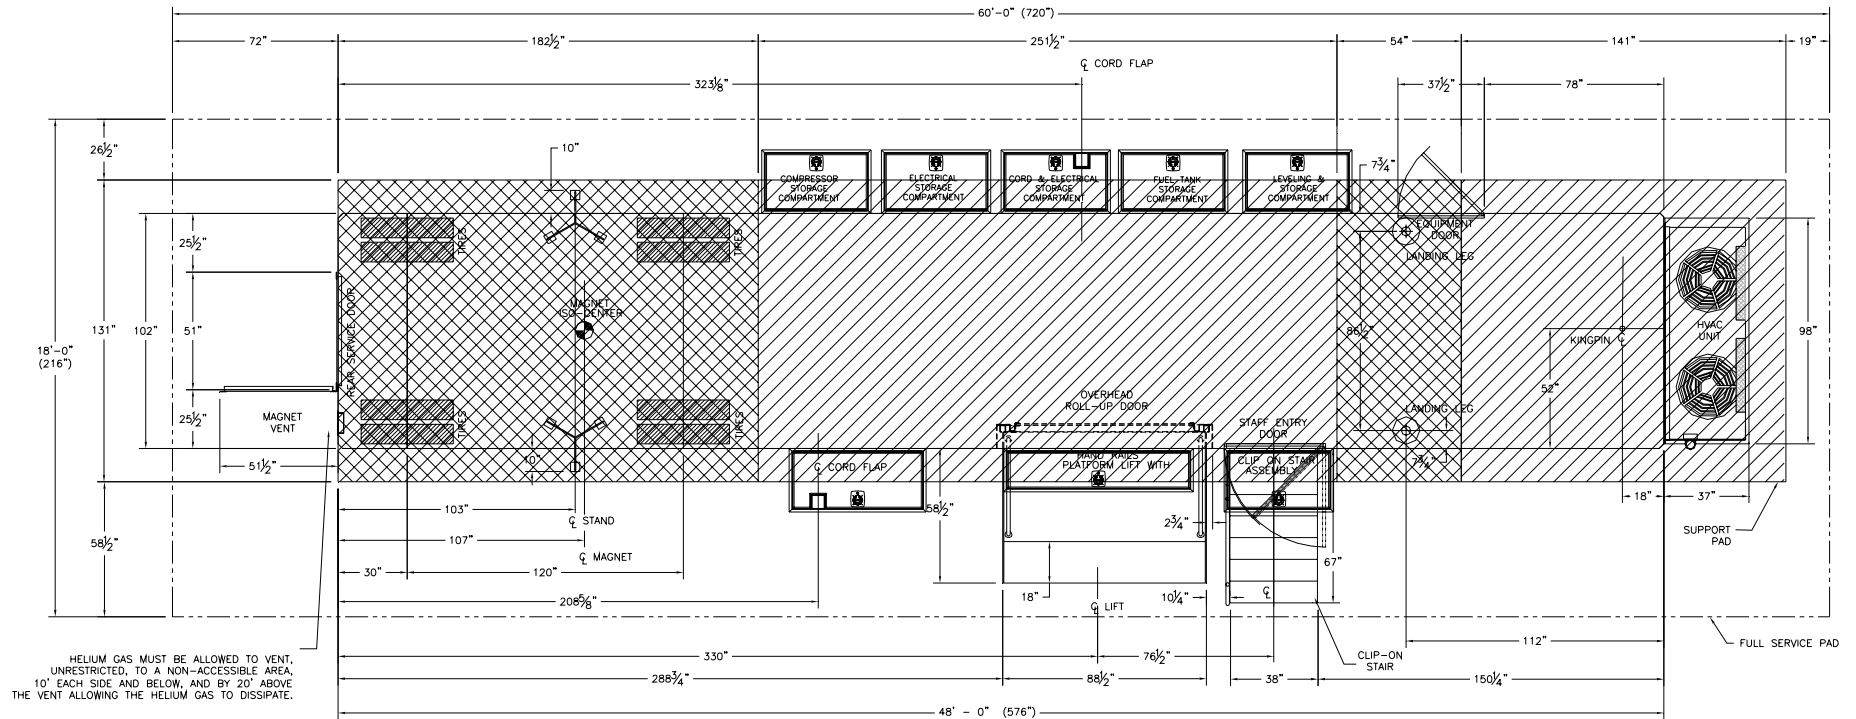 60'-0" (720")
72"
182½"
251½"
54"
141"
19"
℄ CORD FLAP
323⅛"
37½"
78"
26½"
10"
7¾"
COMPRESSOR
STORAGE
COMPARTMENT
ELECTRICAL
STORAGE
COMPARTMENT
CORD & ELECTRICAL
STORAGE
COMPARTMENT
FUEL TANK
STORAGE
COMPARTMENT
LEVELING &
STORAGE
COMPARTMENT
25½"
TIRES
TIRES
EQUIPMENT
DOOR
LANDING LEG
MAGNET
ISO-CENTER
REAR SERVICE DOOR
131"
102"
51"
18'-0"
(216")
86½"
KINGPIN
℄
HVAC
UNIT
98"
52"
25½"
MAGNET
VENT
TIRES
TIRES
OVERHEAD
ROLL-UP DOOR
STAFF ENTRY
DOOR
LANDING LEG
51½"
10"
℄ CORD FLAP
HAND RAILS
PLATFORM LIFT WITH
CLIP ON STAIR
ASSEMBLY
7¾"
18"
37"
103"
℄ STAND
58½"
2¾"
SUPPORT
PAD
58½"
107"
℄ MAGNET
67"
30"
120"
18"
10¼"
℄
208⅝"
℄ LIFT
112"
FULL SERVICE PAD
330"
76½"
CLIP-ON
STAIR
HELIUM GAS MUST BE ALLOWED TO VENT,
UNRESTRICTED, TO A NON-ACCESSIBLE AREA,
10' EACH SIDE AND BELOW, AND BY 20' ABOVE
THE VENT ALLOWING THE HELIUM GAS TO DISSIPATE.
288¾"
88½"
38"
150¼"
48' - 0" (576")